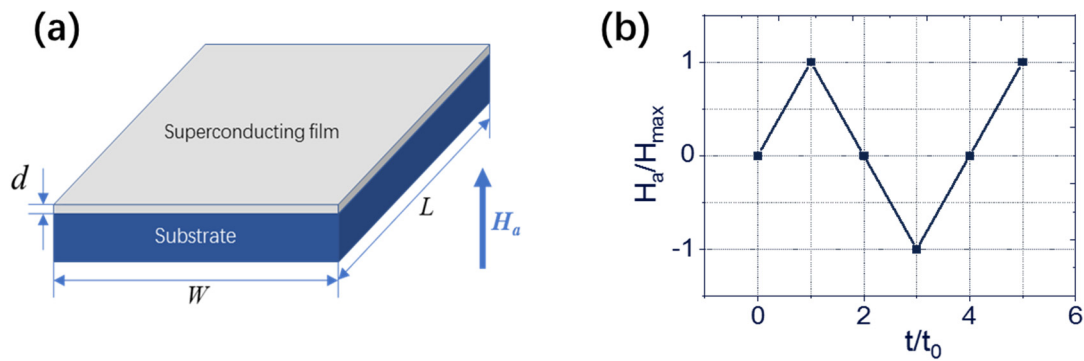 (a)
Superconducting film
d
Substrate
L
H_a
W
(b)
H_a/H_max
1
0
-1
0 2 4 6
t/t_0